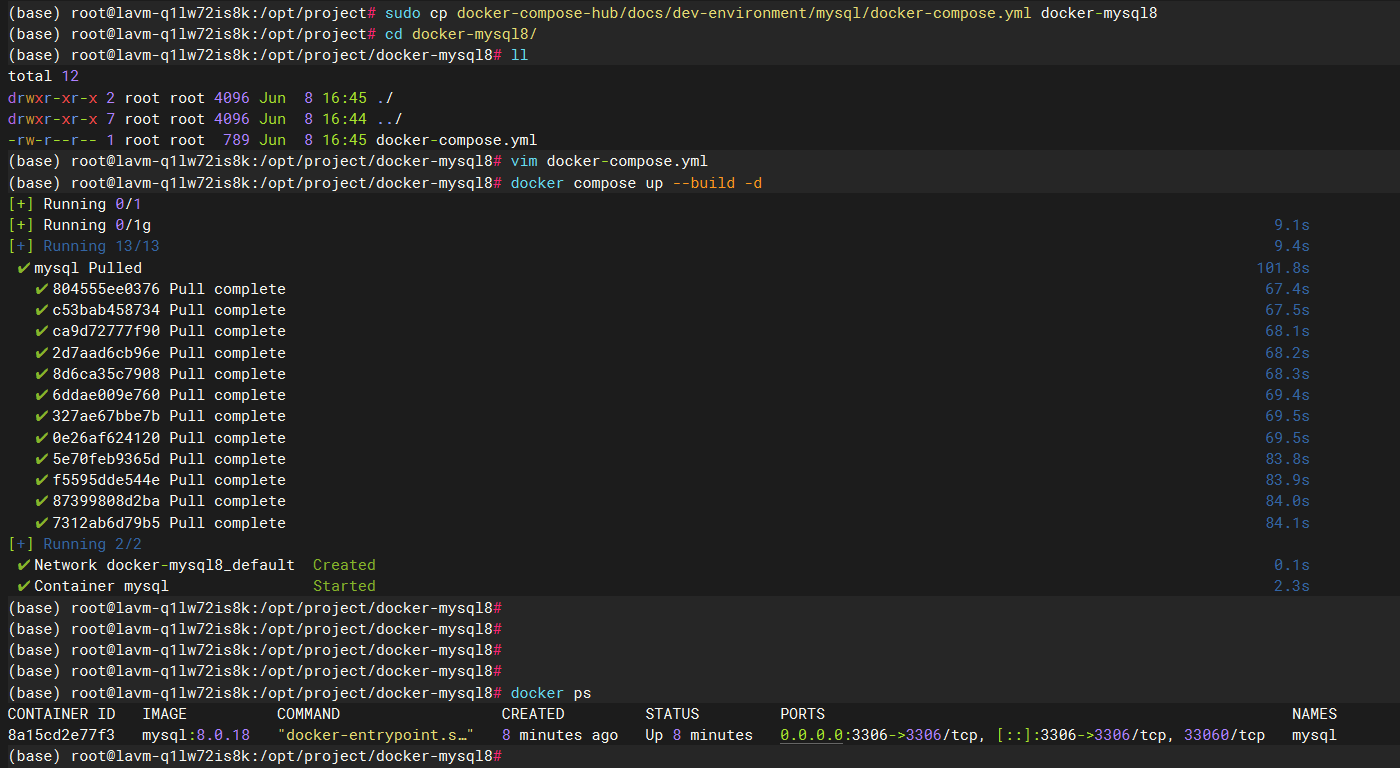 (base) root@lavm-q1lw72is8k:/opt/project# sudo cp docker-compose-hub/docs/dev-environment/mysql/docker-compose.yml docker-mysql8
(base) root@lavm-q1lw72is8k:/opt/project# cd docker-mysql8/
(base) root@lavm-q1lw72is8k:/opt/project/docker-mysql8# ll
total 12
drwxr-xr-x 2 root root 4096 Jun  8 16:45 ./
drwxr-xr-x 7 root root 4096 Jun  8 16:44 ../
-rw-r--r-- 1 root root  789 Jun  8 16:45 docker-compose.yml
(base) root@lavm-q1lw72is8k:/opt/project/docker-mysql8# vim docker-compose.yml
(base) root@lavm-q1lw72is8k:/opt/project/docker-mysql8# docker compose up --build -d
[+] Running 0/1
[+] Running 0/1g 9.1s
[+] Running 13/13 9.4s
✔ mysql Pulled 101.8s
✔ 804555ee0376 Pull complete 67.4s
✔ c53bab458734 Pull complete 67.5s
✔ ca9d72777f90 Pull complete 68.1s
✔ 2d7aad6cb96e Pull complete 68.2s
✔ 8d6ca35c7908 Pull complete 68.3s
✔ 6ddae009e760 Pull complete 69.4s
✔ 327ae67bbe7b Pull complete 69.5s
✔ 0e26af624120 Pull complete 69.5s
✔ 5e70feb9365d Pull complete 83.8s
✔ f5595dde544e Pull complete 83.9s
✔ 87399808d2ba Pull complete 84.0s
✔ 7312ab6d79b5 Pull complete 84.1s
[+] Running 2/2
✔ Network docker-mysql8_default  Created 0.1s
✔ Container mysql                Started 2.3s
(base) root@lavm-q1lw72is8k:/opt/project/docker-mysql8#
(base) root@lavm-q1lw72is8k:/opt/project/docker-mysql8#
(base) root@lavm-q1lw72is8k:/opt/project/docker-mysql8#
(base) root@lavm-q1lw72is8k:/opt/project/docker-mysql8#
(base) root@lavm-q1lw72is8k:/opt/project/docker-mysql8# docker ps
CONTAINER ID   IMAGE          COMMAND                  CREATED         STATUS         PORTS                                                    NAMES
8a15cd2e77f3   mysql:8.0.18   "docker-entrypoint.s…"   8 minutes ago   Up 8 minutes   0.0.0.0:3306->3306/tcp, [::]:3306->3306/tcp, 33060/tcp   mysql
(base) root@lavm-q1lw72is8k:/opt/project/docker-mysql8#